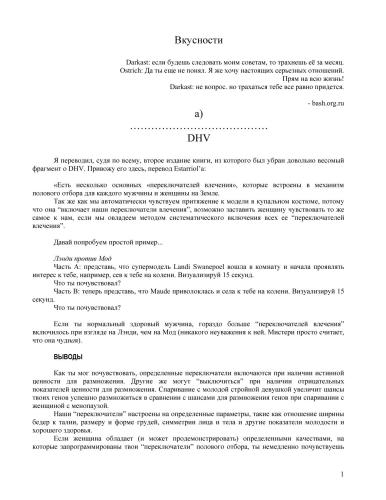 Вкусности
Darkast: если будешь следовать моим советам, то трахнешь её за месяц.
Ostrich: Да ты еще не понял. Я же хочу настоящих серьезных отношений.
Прям на всю жизнь!
Darkast: не вопрос. но трахаться тебе все равно придется.
- bash.org.ru
а)
…………………………………
DHV
Я переводил, судя по всему, второе издание книги, из которого был убран довольно весомый
фрагмент о DHV. Привожу его здесь, перевод Estarriol’a:
«Есть несколько основных “переключателей влечения», которые встроены в механизм
полового отбора для каждого мужчины и женщины на Земле.
Так же как мы автоматически чувствуем притяжение к модели в купальном костюме, потому
что она “включает наши переключатели влечения”, возможно заставить женщину чувствовать то же
самое к нам, если мы овладеем методом систематического включения всех ее “переключателей
влечения”.
Давай попробуем простой пример...
Лэнди против Мод
Часть A: представь, что супермодель Landi Swanepoel вошла в комнату и начала проявлять
интерес к тебе, например, сев к тебе на колени. Визуализируй 15 секунд.
Что ты почувствовал?
Часть B: теперь представь, что Maude приволоклась и села к тебе на колени. Визуализируй 15
секунд.
Что ты почувствовал?
Если ты нормальный здоровый мужчина, гораздо больше “переключателей влечения”
включилось при взгляде на Лэнди, чем на Мод (никакого неуважения к ней. Мистери просто считает,
что она чудная).
ВЫВОДЫ
Как ты мог почувствовать, определенные переключатели включаются при наличии истинной
ценности для размножения. Другие же могут “выключиться” при наличии отрицательных
показателей ценности для размножения. Спаривание с молодой стройной девушкой увеличит шансы
твоих генов успешно размножиться в сравнении с шансами для размножения генов при спаривании с
женщиной с менопаузой.
Наши “переключатели” настроены на определенные параметры, такие как отношение ширины
бедер к талии, размеру и форме грудей, симметрии лица и тела и другие показатели молодости и
хорошего здоровья.
Если женщина обладает (и может продемонстрировать) определенными качествами, на
которые запрограммированы твои “переключатели” полового отбора, ты немедленно почувствуешь
1